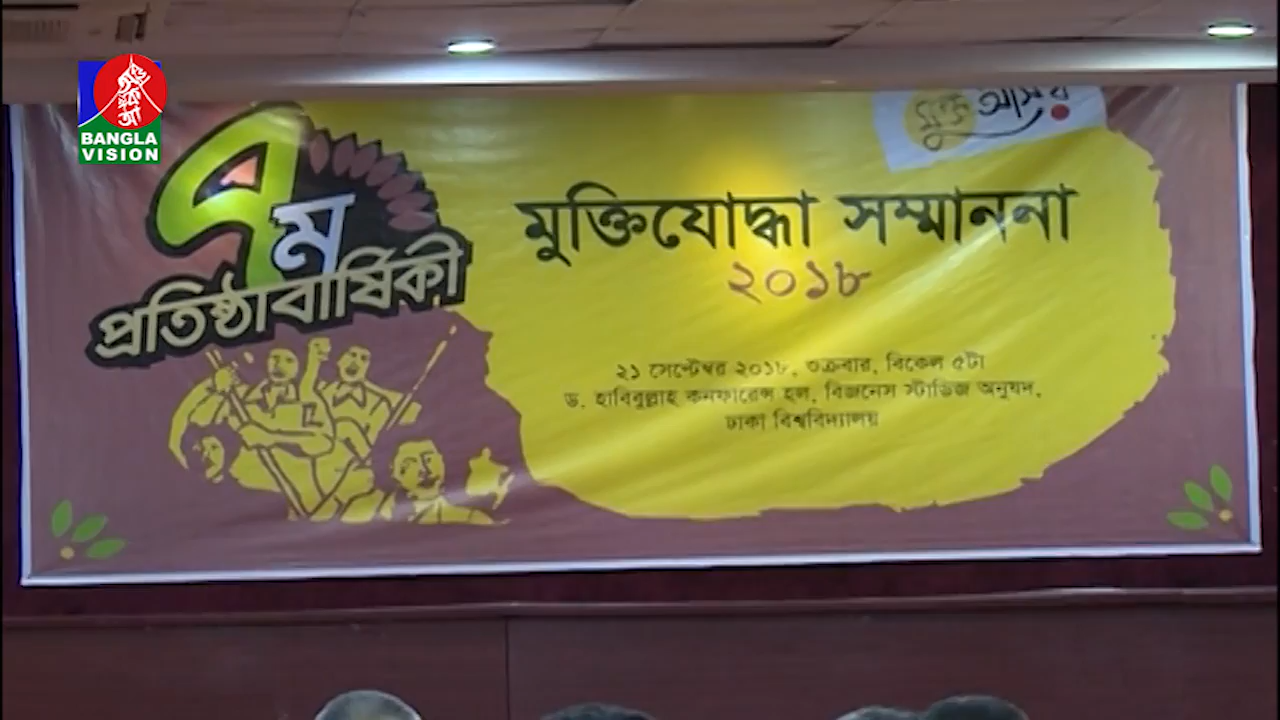 BANGLA
VISION
মুক্ত আসর
৭ম
প্রতিষ্ঠাবার্ষিকী
মুক্তিযোদ্ধা সম্মাননা
২০১৮
২১ সেপ্টেম্বর ২০১৮, শুক্রবার, বিকেল ৫টা
ড. হাবিবুল্লাহ কনফারেন্স হল, বিজনেস স্টাডিজ অনুষদ,
ঢাকা বিশ্ববিদ্যালয়